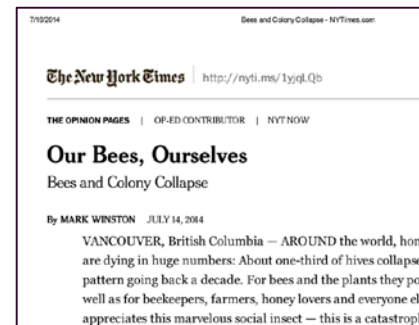 7/10/2014 Bees and Colony Collapse - NYTimes.com
The New York Times http://nyti.ms/1yjqLQb
THE OPINION PAGES | OP-ED CONTRIBUTOR | NYT NOW
Our Bees, Ourselves
Bees and Colony Collapse
By MARK WINSTON JULY 14, 2014
VANCOUVER, British Columbia — AROUND the world, hon
are dying in huge numbers: About one-third of hives collapse
pattern going back a decade. For bees and the plants they po
well as for beekeepers, farmers, honey lovers and everyone el
appreciates this marvelous social insect — this is a catastroph